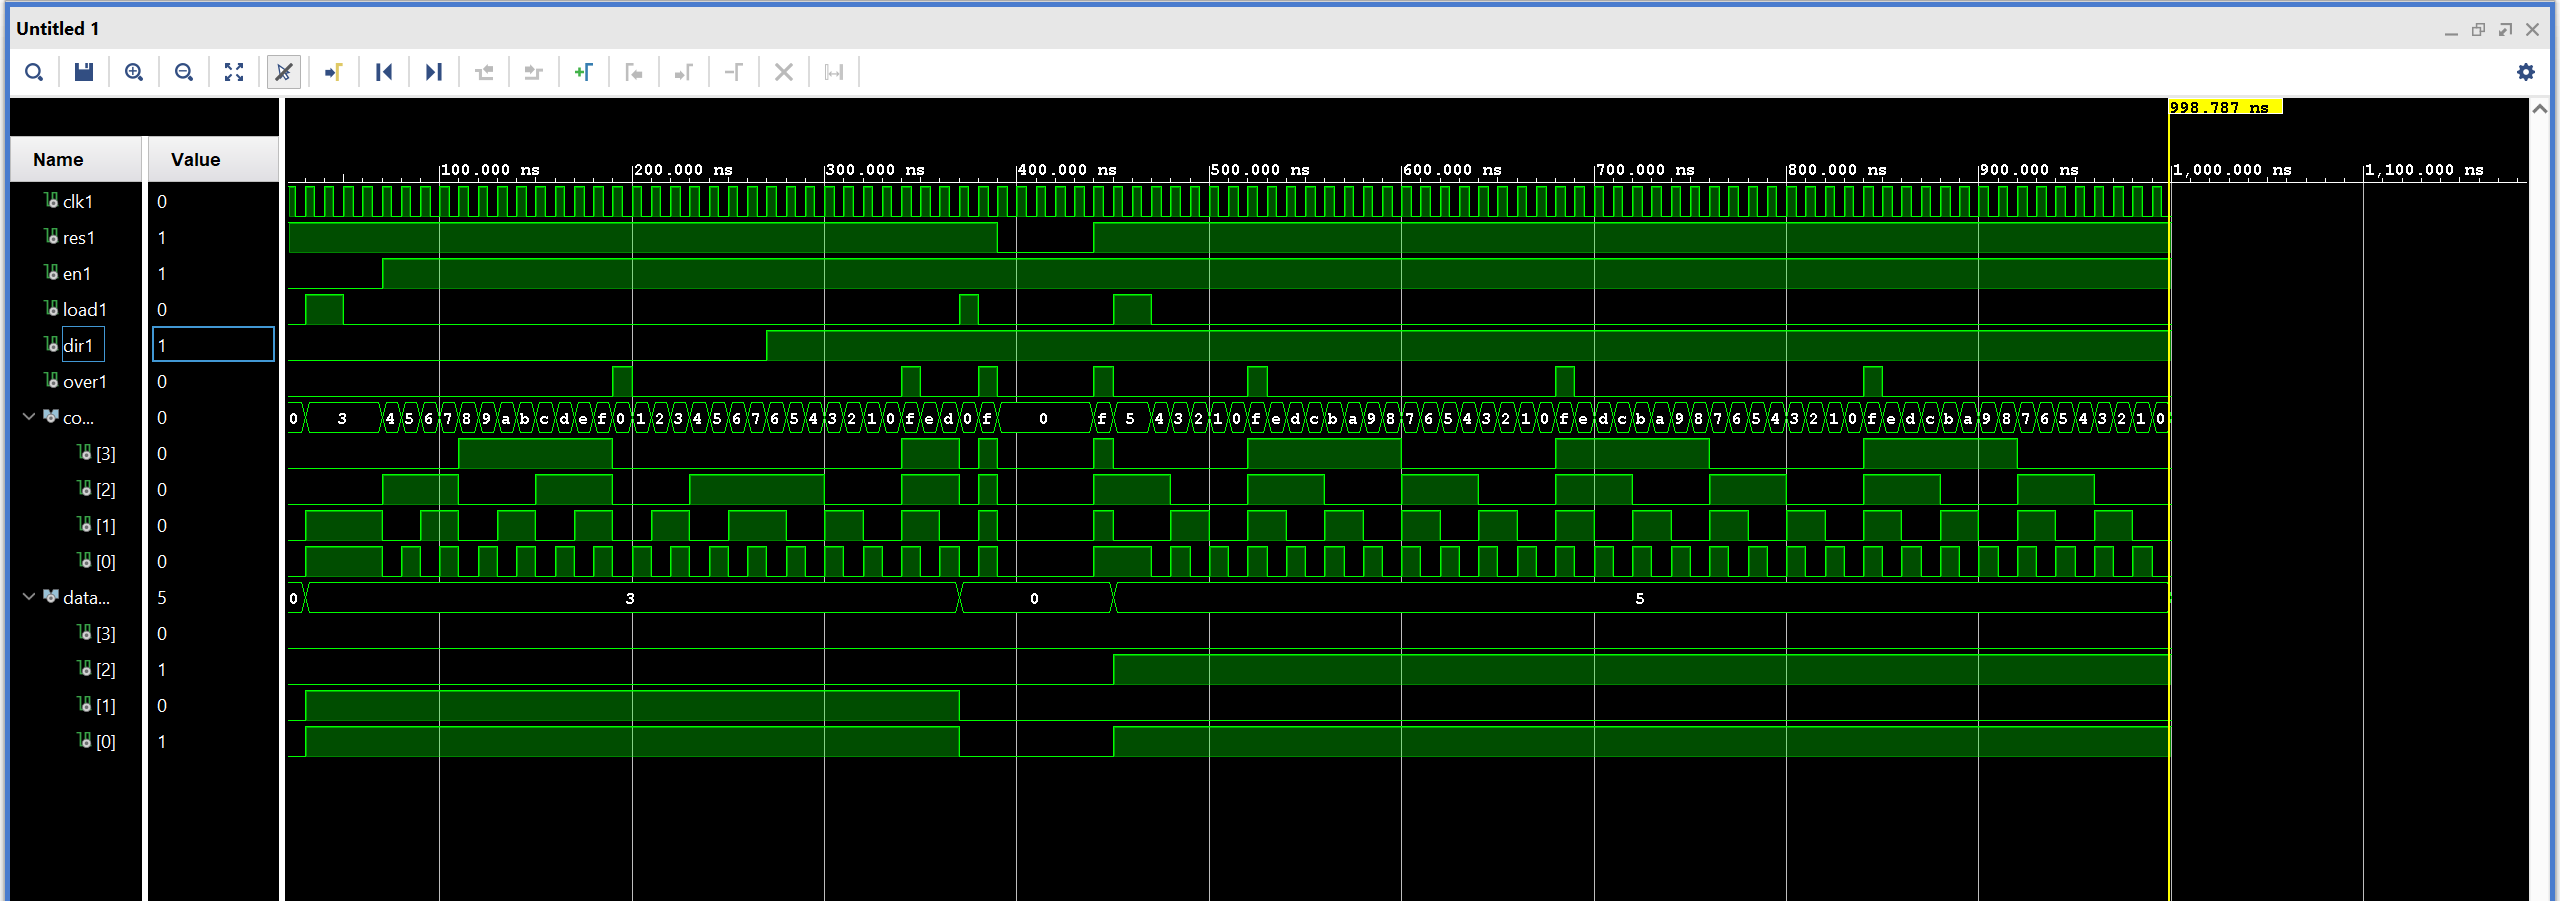 Untitled 1
998.787 ns
Name Value
100.000 ns 200.000 ns 300.000 ns 400.000 ns 500.000 ns 600.000 ns 700.000 ns 800.000 ns 900.000 ns 1,000.000 ns 1,100.000 ns
clk1 0
res1 1
en1 1
load1 0
dir1 1
over1 0
co... 0 0 3 4 5 6 7 8 9 a b c d e f 0 1 2 3 4 5 6 7 6 5 4 3 2 1 0 f e d 0 f 0 f 5 4 3 2 1 0 f e d c b a 9 8 7 6 5 4 3 2 1 0 f e d c b a 9 8 7 6 5 4 3 2 1 0 f e d c b a 9 8 7 6 5 4 3 2 1 0
[3] 0
[2] 0
[1] 0
[0] 0
data... 5 0 3 0 5
[3] 0
[2] 1
[1] 0
[0] 1